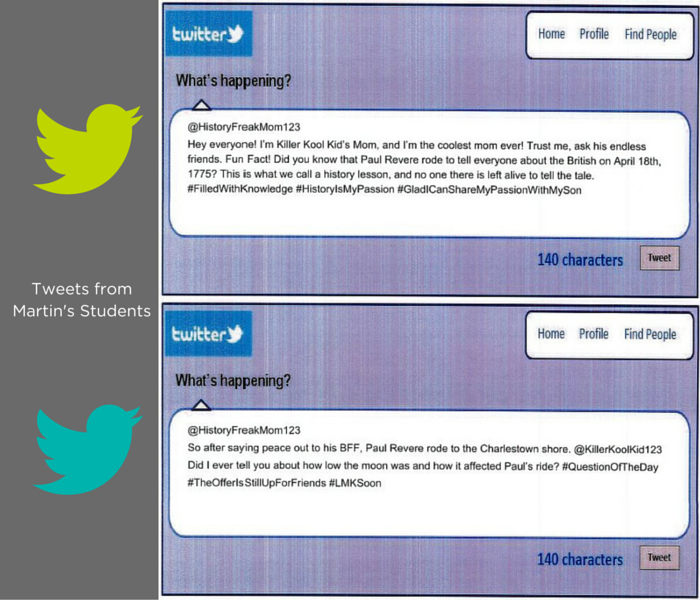 Tweets from
Martin's Students
twitter
Home Profile Find People
What's happening?
@HistoryFreakMom123
Hey everyone! I'm Killer Kool Kid's Mom, and I'm the coolest mom ever! Trust me, ask his endless
friends. Fun Fact! Did you know that Paul Revere rode to tell everyone about the British on April 18th,
1775? This is what we call a history lesson, and no one there is left alive to tell the tale.
#FilledWithKnowledge #HistoryIsMyPassion #GladICanShareMyPassionWithMySon
140 characters Tweet
twitter
Home Profile Find People
What's happening?
@HistoryFreakMom123
So after saying peace out to his BFF, Paul Revere rode to the Charlestown shore. @KillerKoolKid123
Did I ever tell you about how low the moon was and how it affected Paul's ride? #QuestionOfTheDay
#TheOfferIsStillUpForFriends #LMKSoon
140 characters Tweet